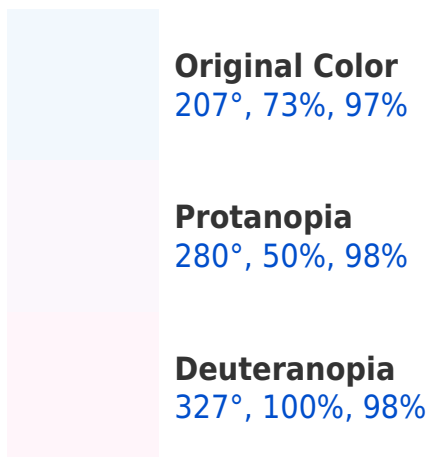 Original Color
207°, 73%, 97%
Protanopia
280°, 50%, 98%
Deuteranopia
327°, 100%, 98%